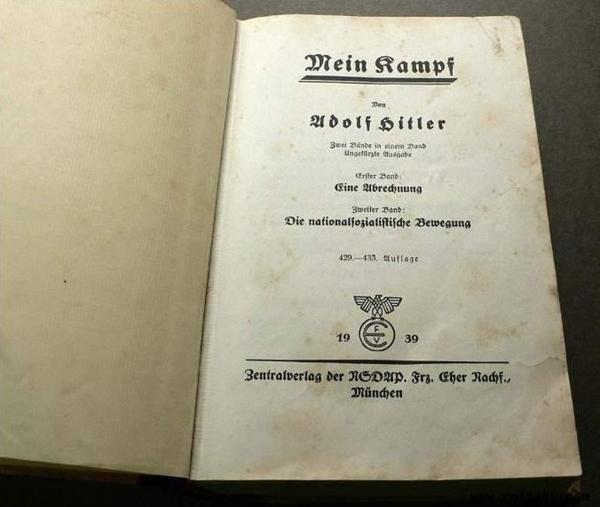 Mein Kampf
Von
Adolf Hitler
Zwei Bände in einem Band
Ungekürzte Ausgabe
Erster Band:
Eine Abrechnung
Zweiter Band:
Die nationalsozialistische Bewegung
429.—433. Auflage
F
E
V
19 39
Zentralverlag der NSDAP. Frz. Eher Nachf.,
München